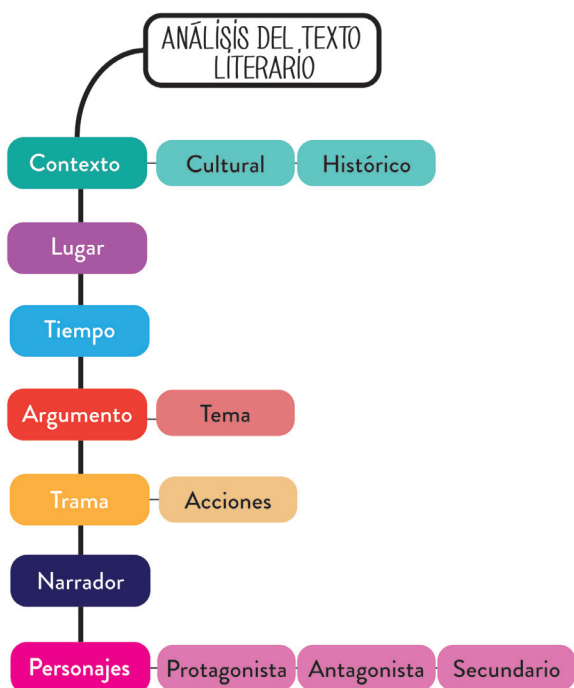 ANÁLISIS DEL TEXTO
LITERARIO
Contexto Cultural Histórico
Lugar
Tiempo
Argumento Tema
Trama Acciones
Narrador
Personajes Protagonista Antagonista Secundario